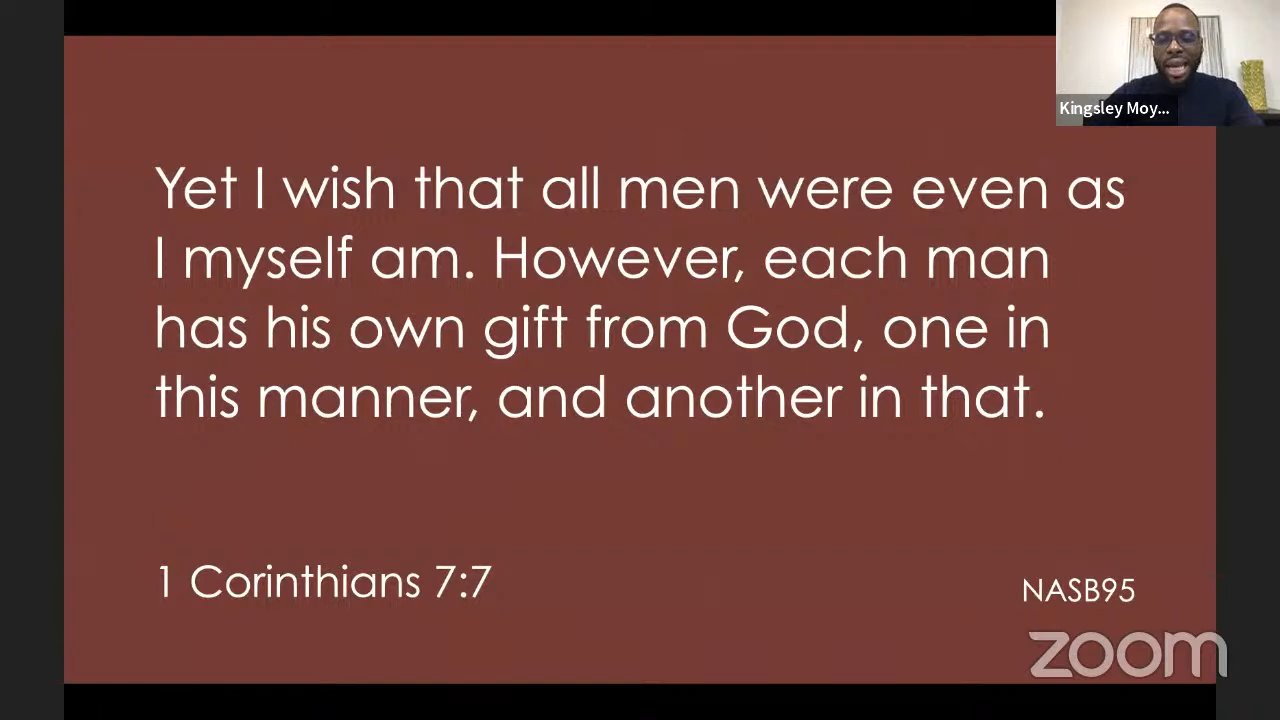 Kingsley Moy...
Yet I wish that all men were even as
I myself am. However, each man
has his own gift from God, one in
this manner, and another in that.
1 Corinthians 7:7
NASB95
zoom